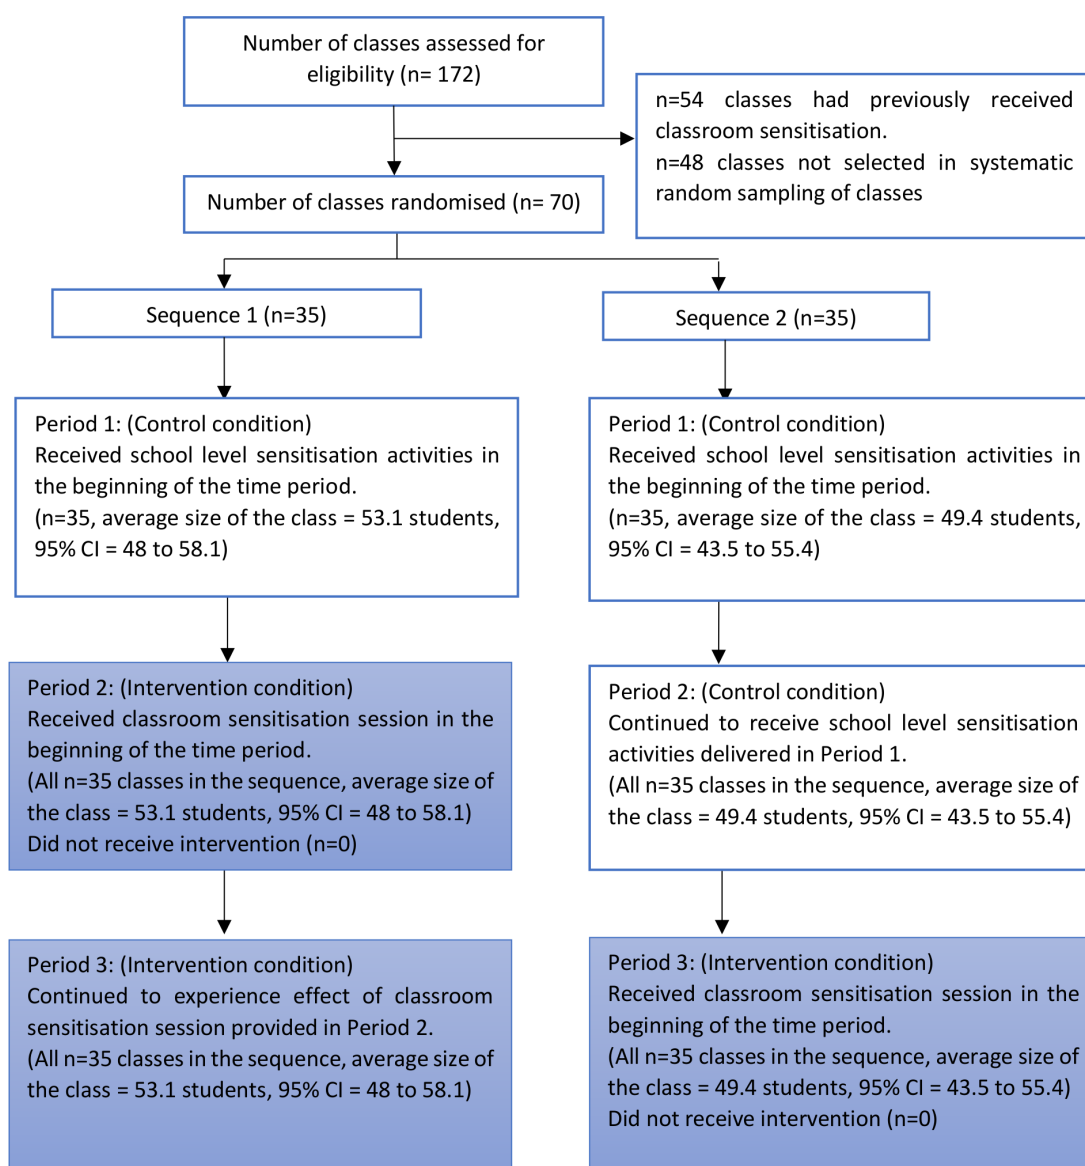 Number of classes assessed for
eligibility (n= 172)
n=54 classes had previously received
classroom sensitisation.
n=48 classes not selected in systematic
random sampling of classes
Number of classes randomised (n= 70)
Sequence 1 (n=35)
Sequence 2 (n=35)
Period 1: (Control condition)
Received school level sensitisation activities in
the beginning of the time period.
(n=35, average size of the class = 53.1 students,
95% CI = 48 to 58.1)
Period 1: (Control condition)
Received school level sensitisation activities in
the beginning of the time period.
(n=35, average size of the class = 49.4 students,
95% CI = 43.5 to 55.4)
Period 2: (Intervention condition)
Received classroom sensitisation session in the
beginning of the time period.
(All n=35 classes in the sequence, average size of
the class = 53.1 students, 95% CI = 48 to 58.1)
Did not receive intervention (n=0)
Period 2: (Control condition)
Continued to receive school level sensitisation
activities delivered in Period 1.
(All n=35 classes in the sequence, average size of
the class = 49.4 students, 95% CI = 43.5 to 55.4)
Period 3: (Intervention condition)
Continued to experience effect of classroom
sensitisation session provided in Period 2.
(All n=35 classes in the sequence, average size of
the class = 53.1 students, 95% CI = 48 to 58.1)
Period 3: (Intervention condition)
Received classroom sensitisation session in the
beginning of the time period.
(All n=35 classes in the sequence, average size of
the class = 49.4 students, 95% CI = 43.5 to 55.4)
Did not receive intervention (n=0)